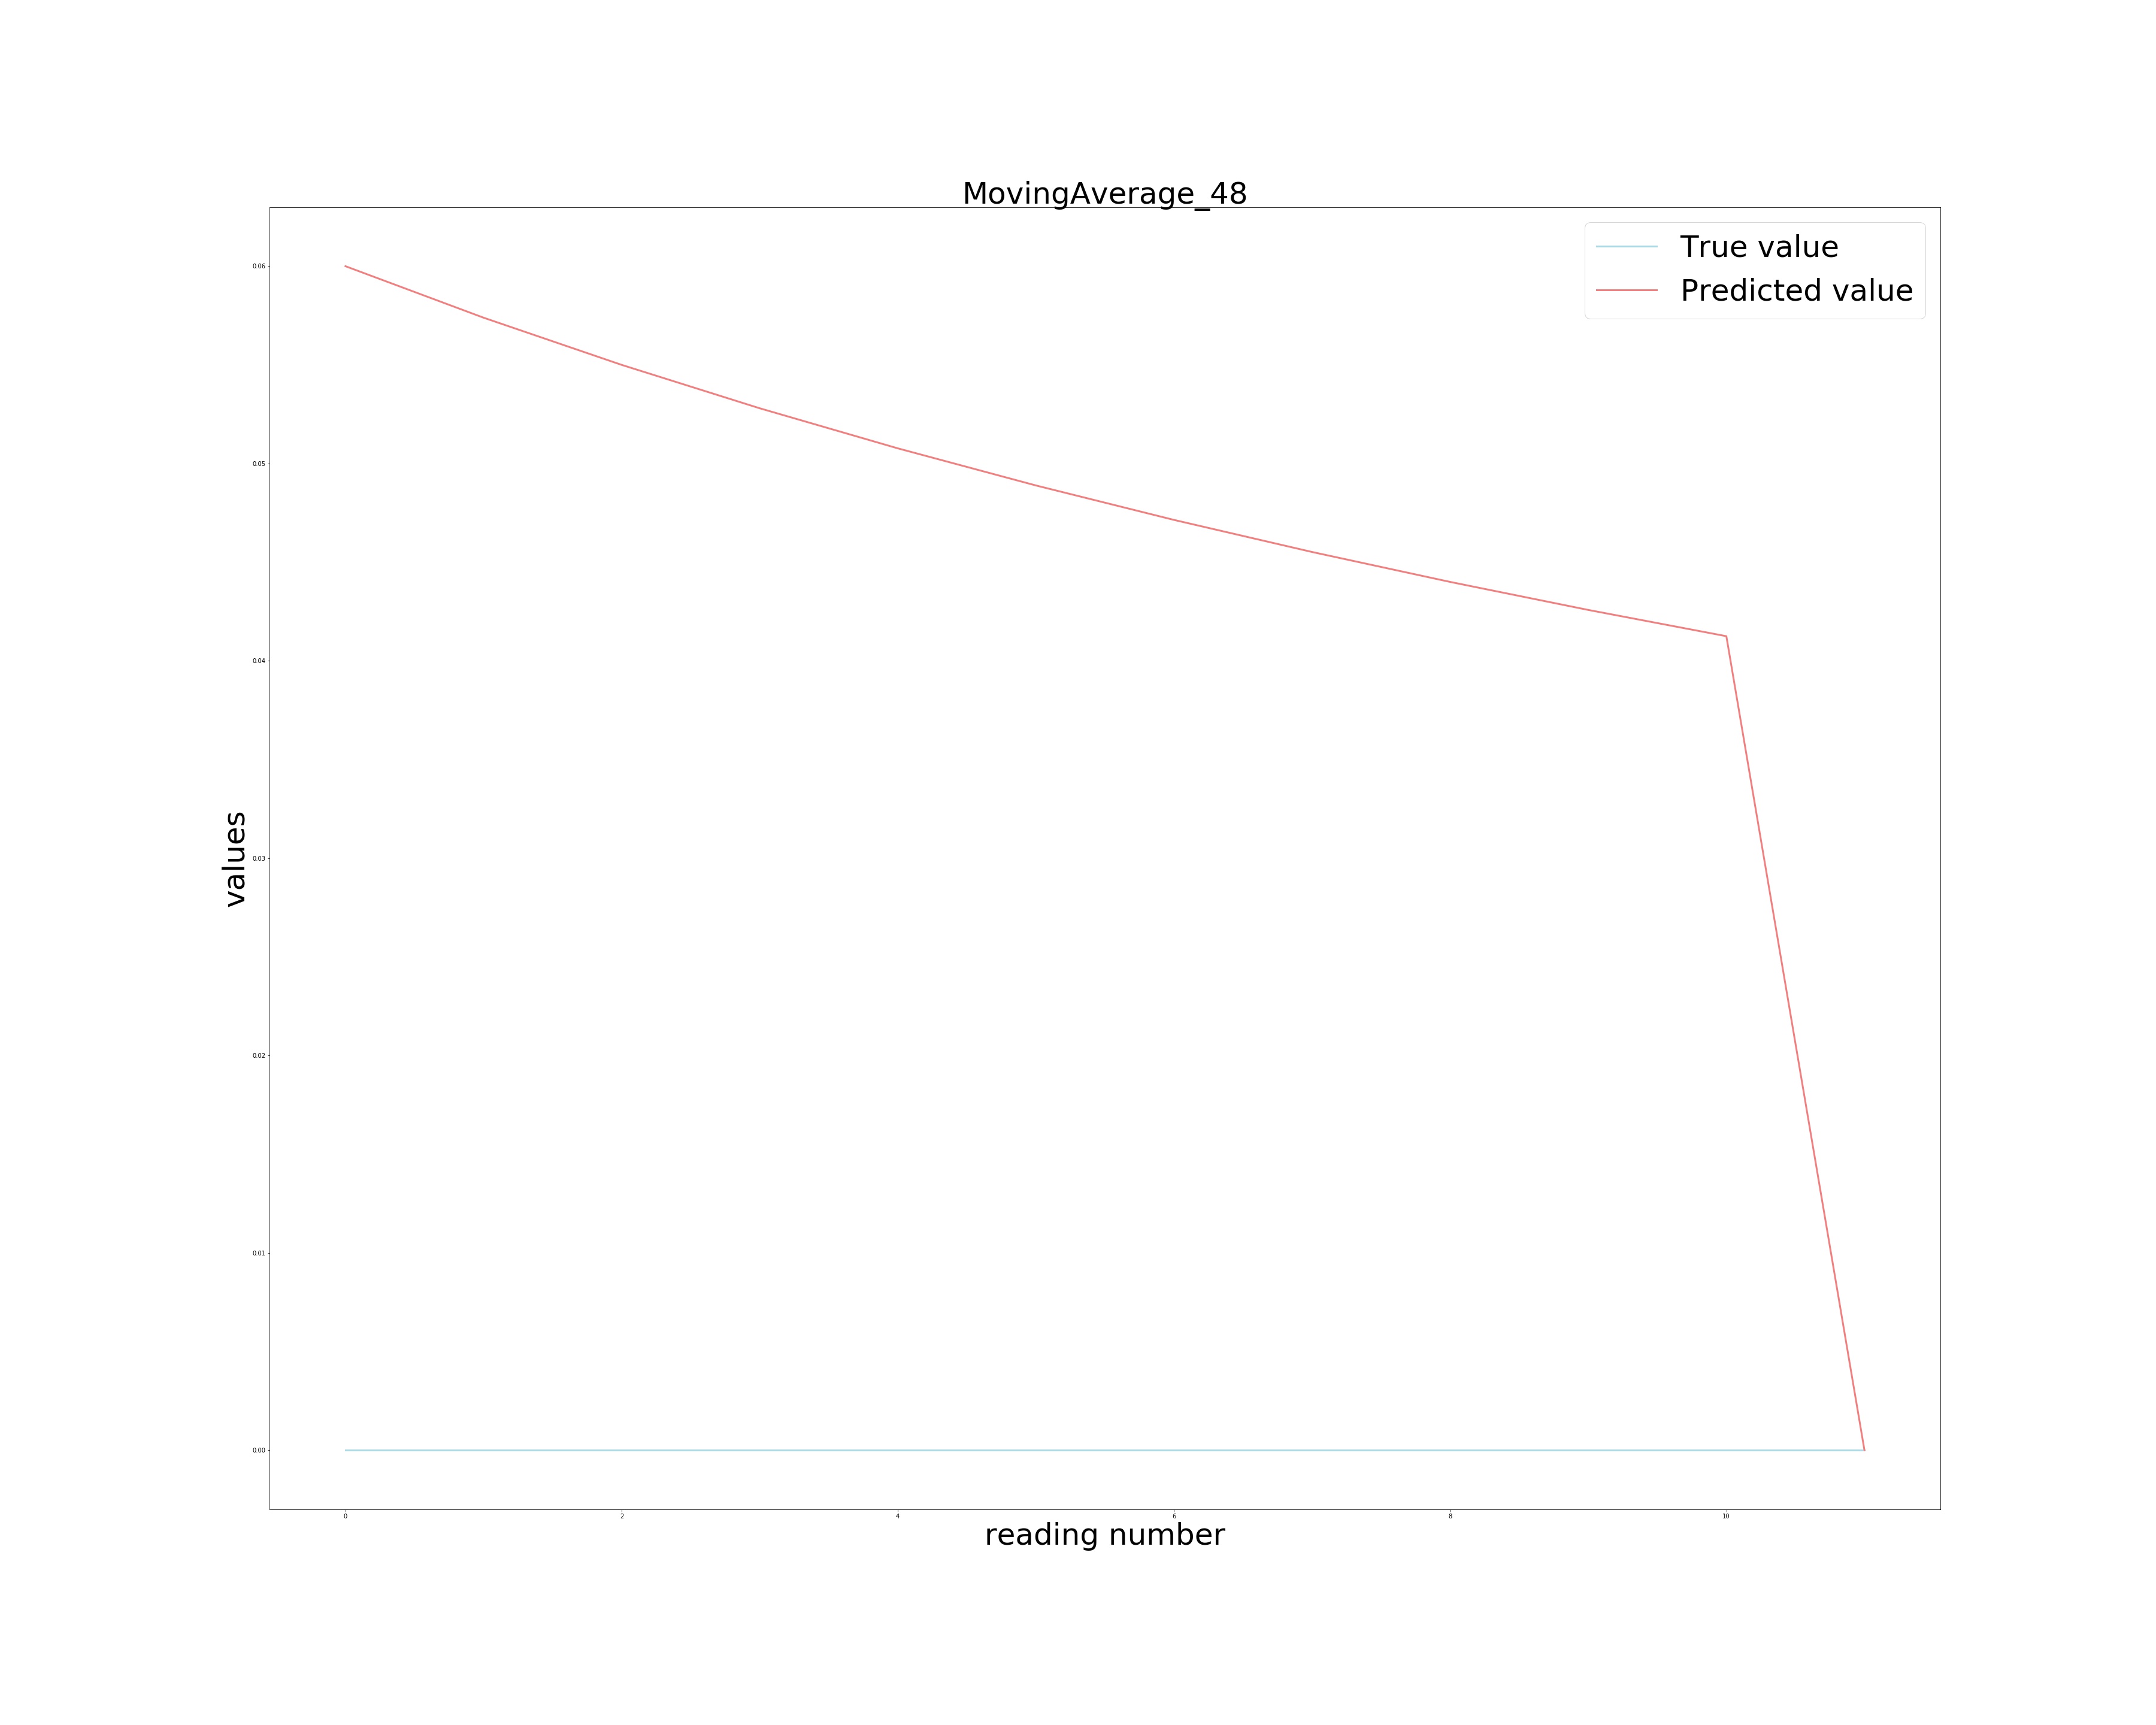 MovingAverage_48
True value
Predicted value
0.06
0.05
0.04
0.03
0.02
0.01
0.00
values
0 2 4 6 8 10
reading number